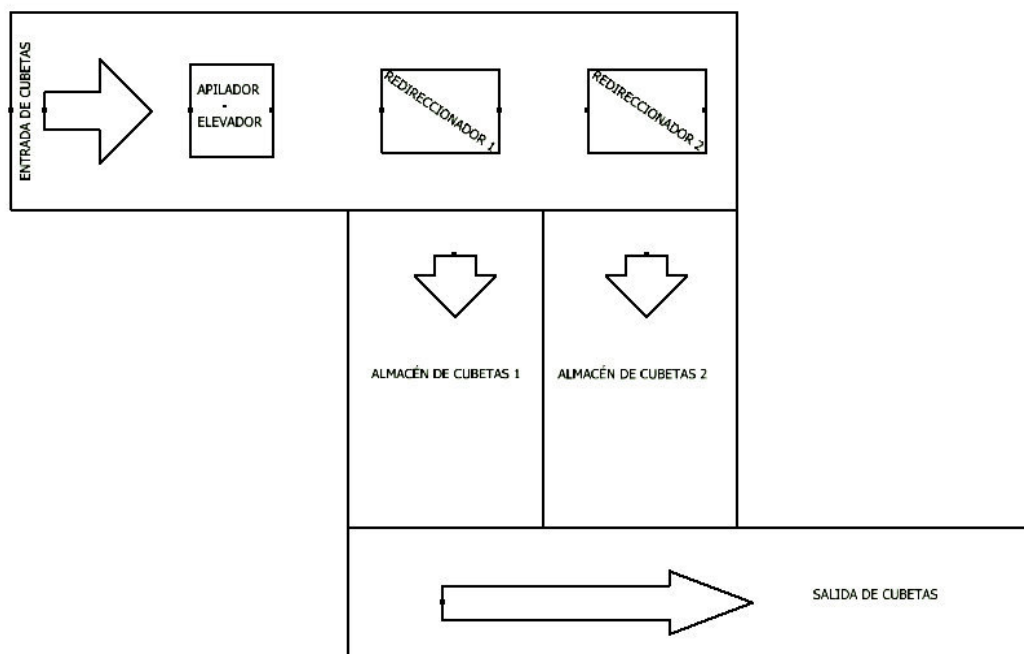 ENTRADA DE CUBETAS
APILADOR
-
ELEVADOR
REDIRECCIONADOR 1
REDIRECCIONADOR 2
ALMACÉN DE CUBETAS 1
ALMACÉN DE CUBETAS 2
SALIDA DE CUBETAS